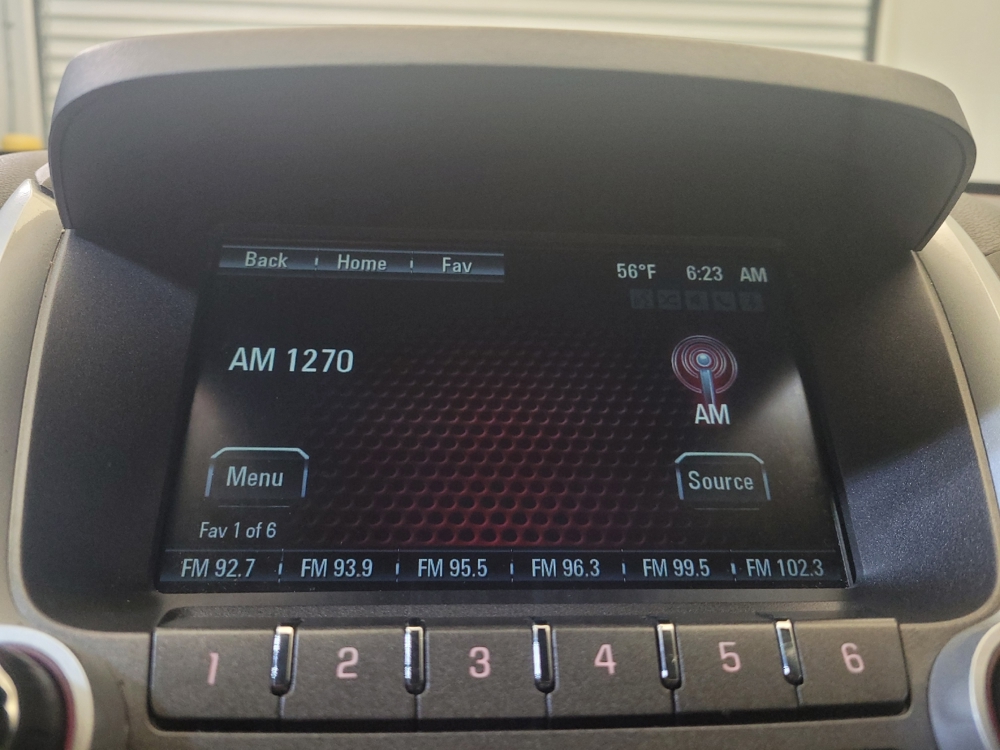 Back Home Fav 56°F 6:23 AM
AM 1270
AM
Menu Source
Fav 1 of 6
FM 92.7 FM 93.9 FM 95.5 FM 96.3 FM 99.5 FM 102.3
1 2 3 4 5 6